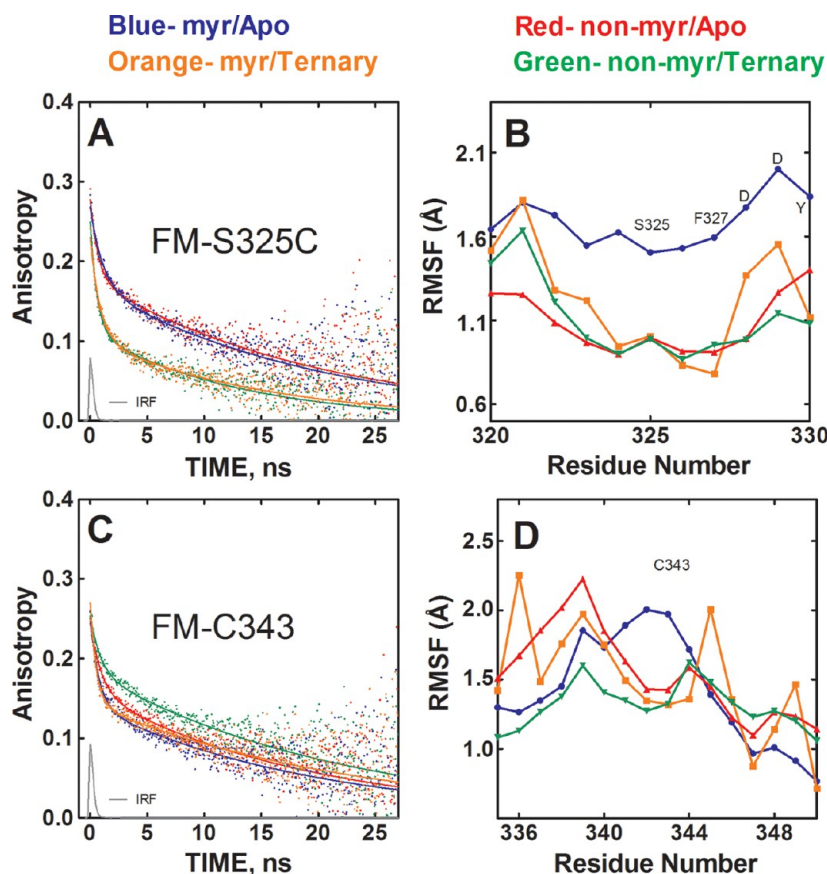 Blue- myr/Apo
Orange- myr/Ternary
Red- non-myr/Apo
Green- non-myr/Ternary
A
FM-S325C
Anisotropy
0.4
0.3
0.2
0.1
0.0
IRF
0 5 10 15 20 25
TIME, ns
B
RMSF (Å)
2.1
1.6
1.1
0.6
S325
F327
D
D
Y
320 325 330
Residue Number
C
FM-C343
Anisotropy
0.4
0.3
0.2
0.1
0.0
IRF
0 5 10 15 20 25
TIME, ns
D
C343
RMSF (Å)
2.5
2.0
1.5
1.0
336 340 344 348
Residue Number